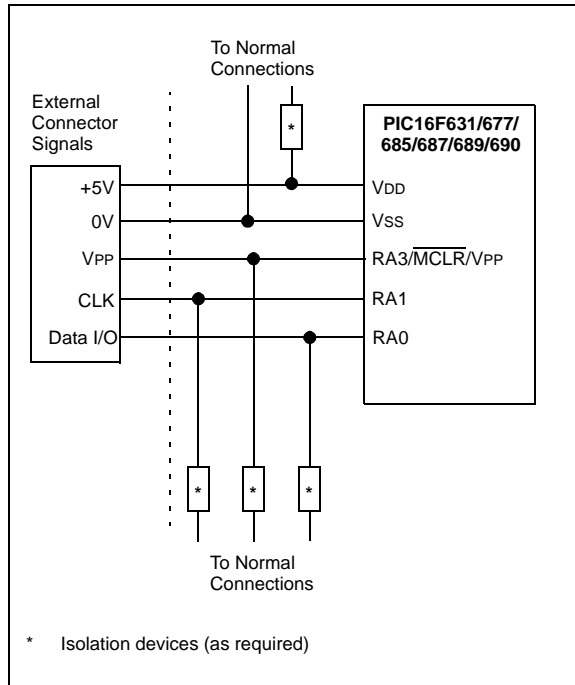 To Normal
Connections
External
Connector
Signals
*
PIC16F631/677/
685/687/689/690
+5V
VDD
0V
VSS
VPP
RA3/MCLR/VPP
CLK
RA1
Data I/O
RA0
* * *
To Normal
Connections
* Isolation devices (as required)